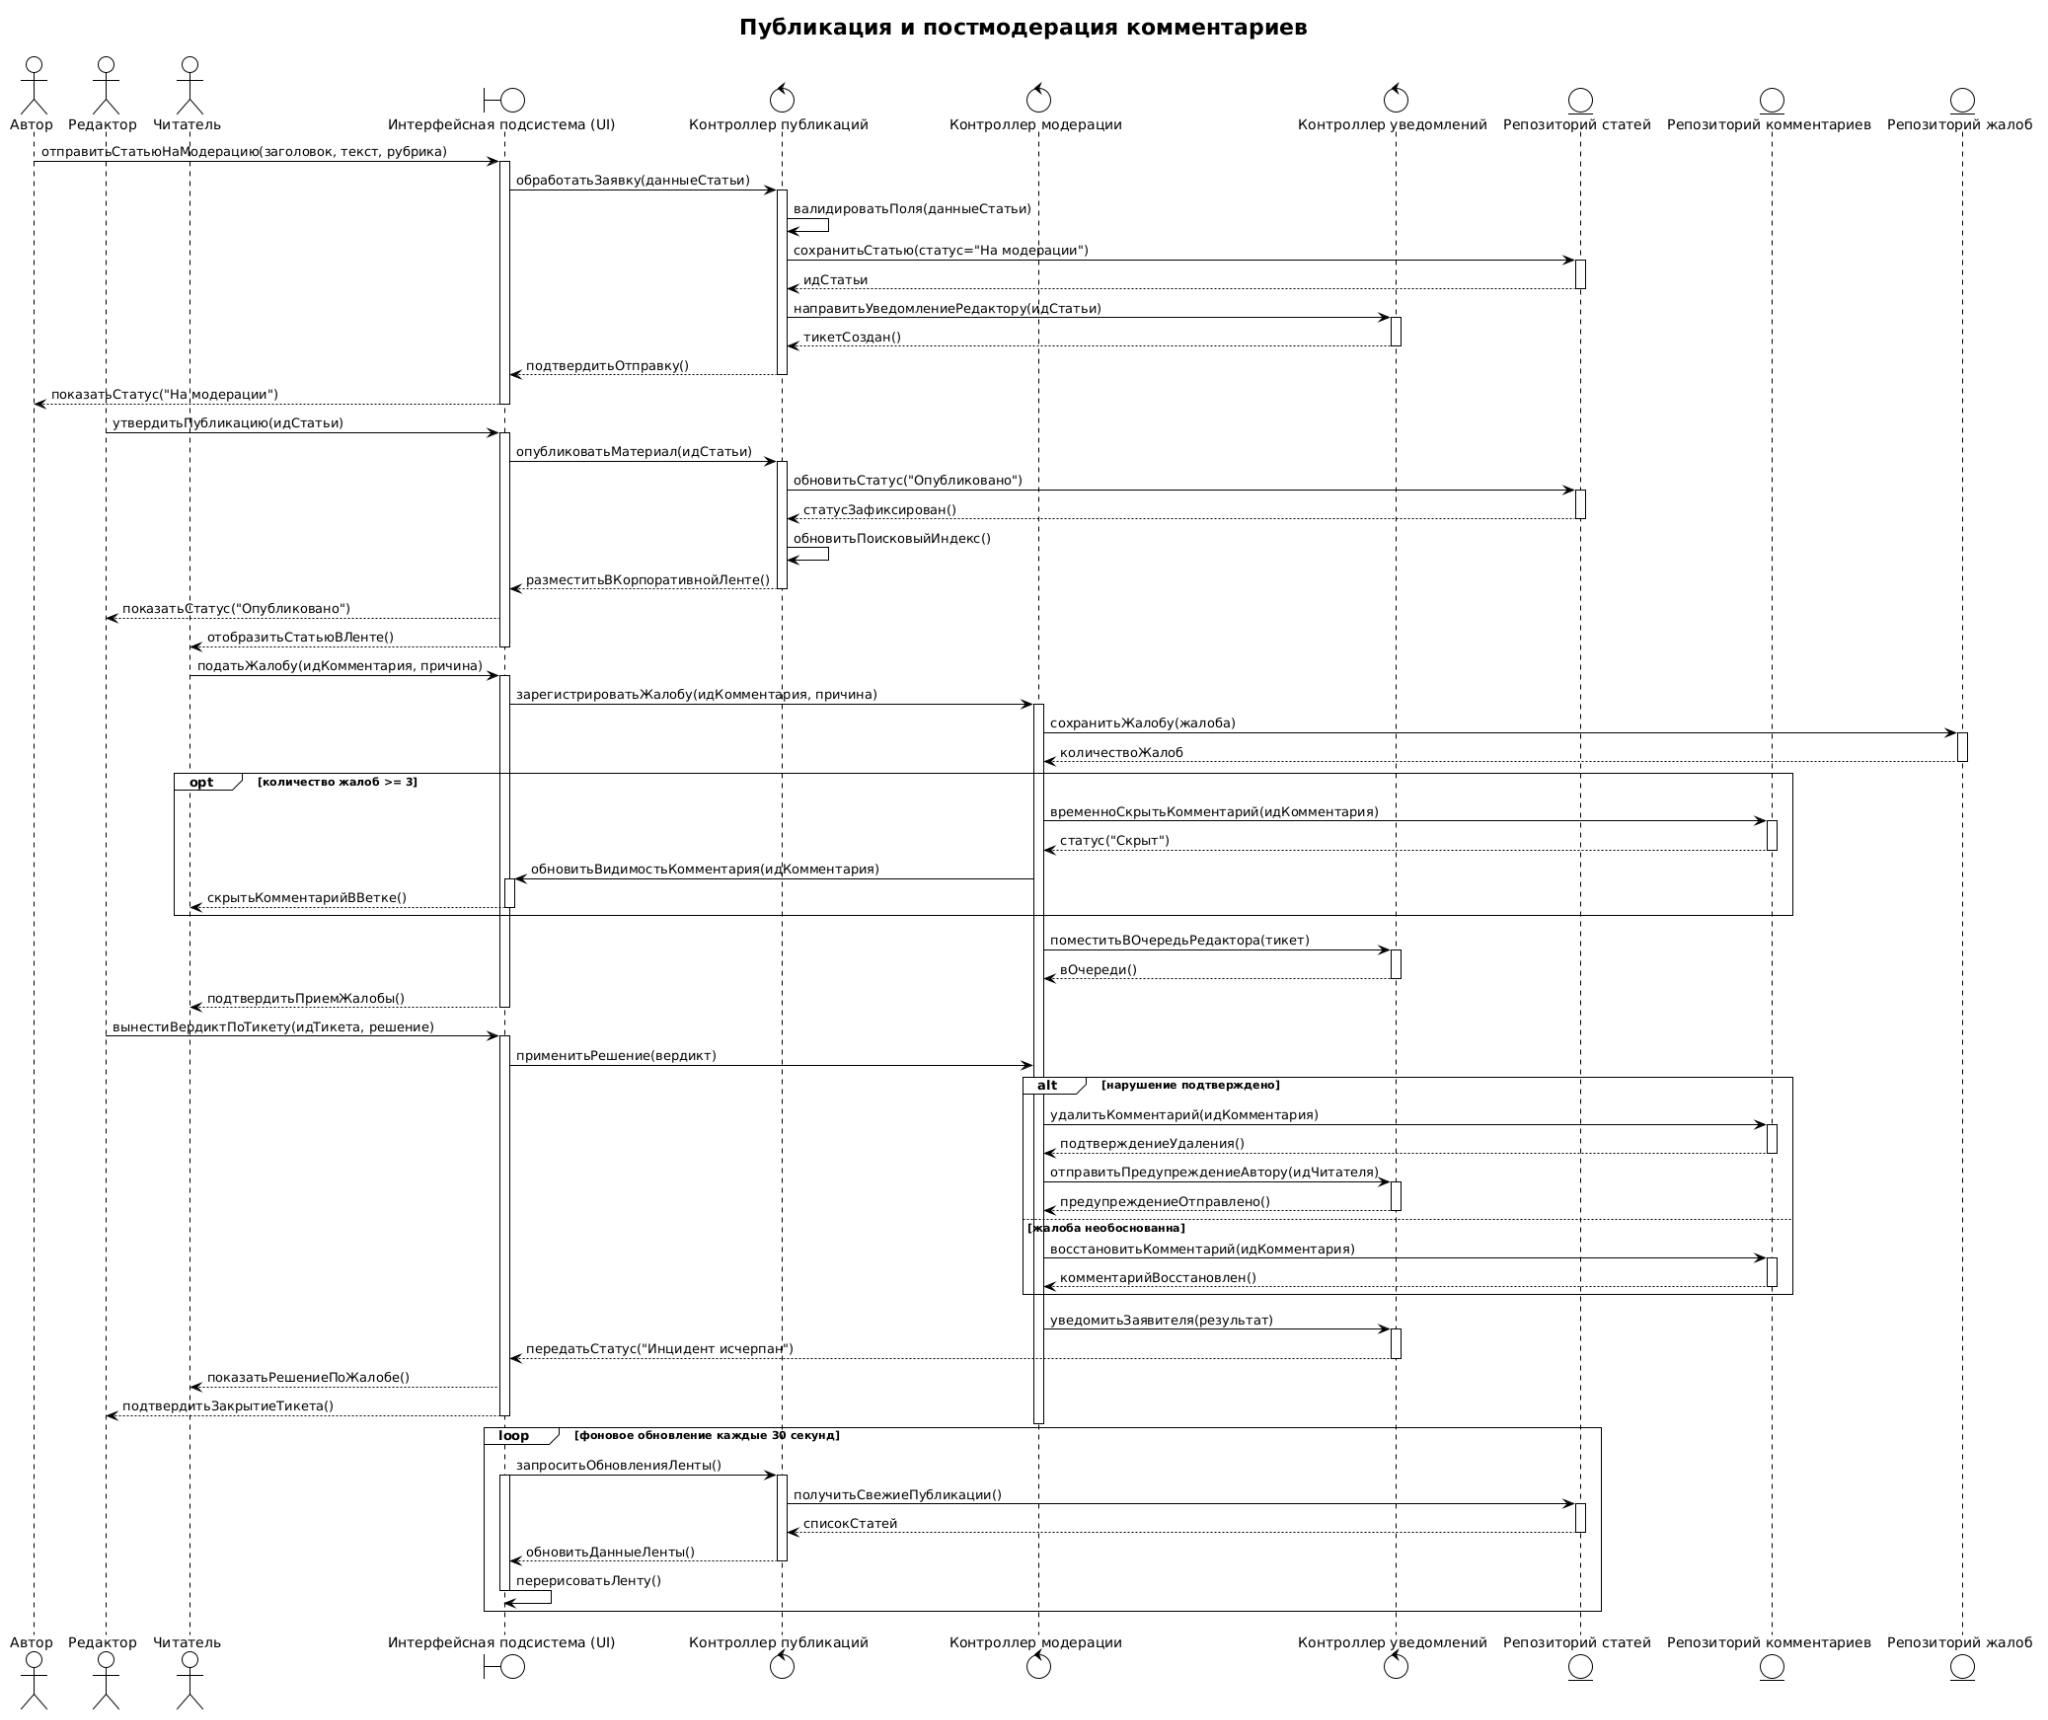 Публикация и постмодерация комментариев
Автор
Редактор
Читатель
Интерфейсная подсистема (UI)
Контроллер публикаций
Контроллер модерации
Контроллер уведомлений
Репозиторий статей
Репозиторий комментариев
Репозиторий жалоб
отправитьСтатьюНаМодерацию(заголовок, текст, рубрика)
обработатьЗаявку(данныеСтатьи)
валидироватьПоля(данныеСтатьи)
сохранитьСтатью(статус="На модерации")
идСтатьи
направитьУведомлениеРедактору(идСтатьи)
тикетСоздан()
подтвердитьОтправку()
показатьСтатус("На модерации")
утвердитьПубликацию(идСтатьи)
опубликоватьМатериал(идСтатьи)
обновитьСтатус("Опубликовано")
статусЗафиксирован()
обновитьПоисковыйИндекс()
разместитьВКорпоративнойЛенте()
показатьСтатус("Опубликовано")
отобразитьСтатьюВЛенте()
податьЖалобу(идКомментария, причина)
зарегистрироватьЖалобу(идКомментария, причина)
сохранитьЖалобу(жалоба)
количествоЖалоб
opt [количество жалоб >= 3]
временноСкрытьКомментарий(идКомментария)
статус("Скрыт")
обновитьВидимостьКомментария(идКомментария)
скрытьКомментарийВВетке()
поместитьВОчередьРедактора(тикет)
вОчереди()
подтвердитьПриемЖалобы()
вынестиВердиктПоТикету(идТикета, решение)
применитьРешение(вердикт)
alt [нарушение подтверждено]
удалитьКомментарий(идКомментария)
подтверждениеУдаления()
отправитьПредупреждениеАвтору(идЧитателя)
предупреждениеОтправлено()
[жалоба необоснованна]
восстановитьКомментарий(идКомментария)
комментарийВосстановлен()
уведомитьЗаявителя(результат)
передатьСтатус("Инцидент исчерпан")
показатьРешениеПоЖалобе()
подтвердитьЗакрытиеТикета()
loop [фоновое обновление каждые 30 секунд]
запроситьОбновленияЛенты()
получитьСвежиеПубликации()
списокСтатей
обновитьДанныеЛенты()
перерисоватьЛенту()
Автор
Редактор
Читатель
Интерфейсная подсистема (UI)
Контроллер публикаций
Контроллер модерации
Контроллер уведомлений
Репозиторий статей
Репозиторий комментариев
Репозиторий жалоб